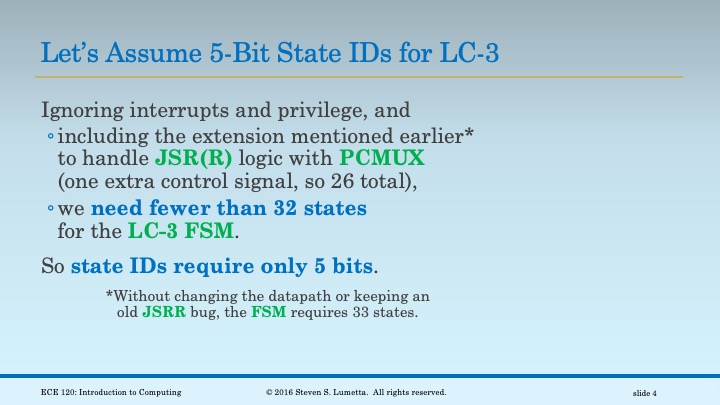 Let's Assume 5-Bit State IDs for LC-3
Ignoring interrupts and privilege, and
◦including the extension mentioned earlier*
to handle JSR(R) logic with PCMUX
(one extra control signal, so 26 total),
◦we need fewer than 32 states
for the LC-3 FSM.
So state IDs require only 5 bits.
*Without changing the datapath or keeping an
old JSRR bug, the FSM requires 33 states.
ECE 120: Introduction to Computing
© 2016 Steven S. Lumetta. All rights reserved.
slide 4